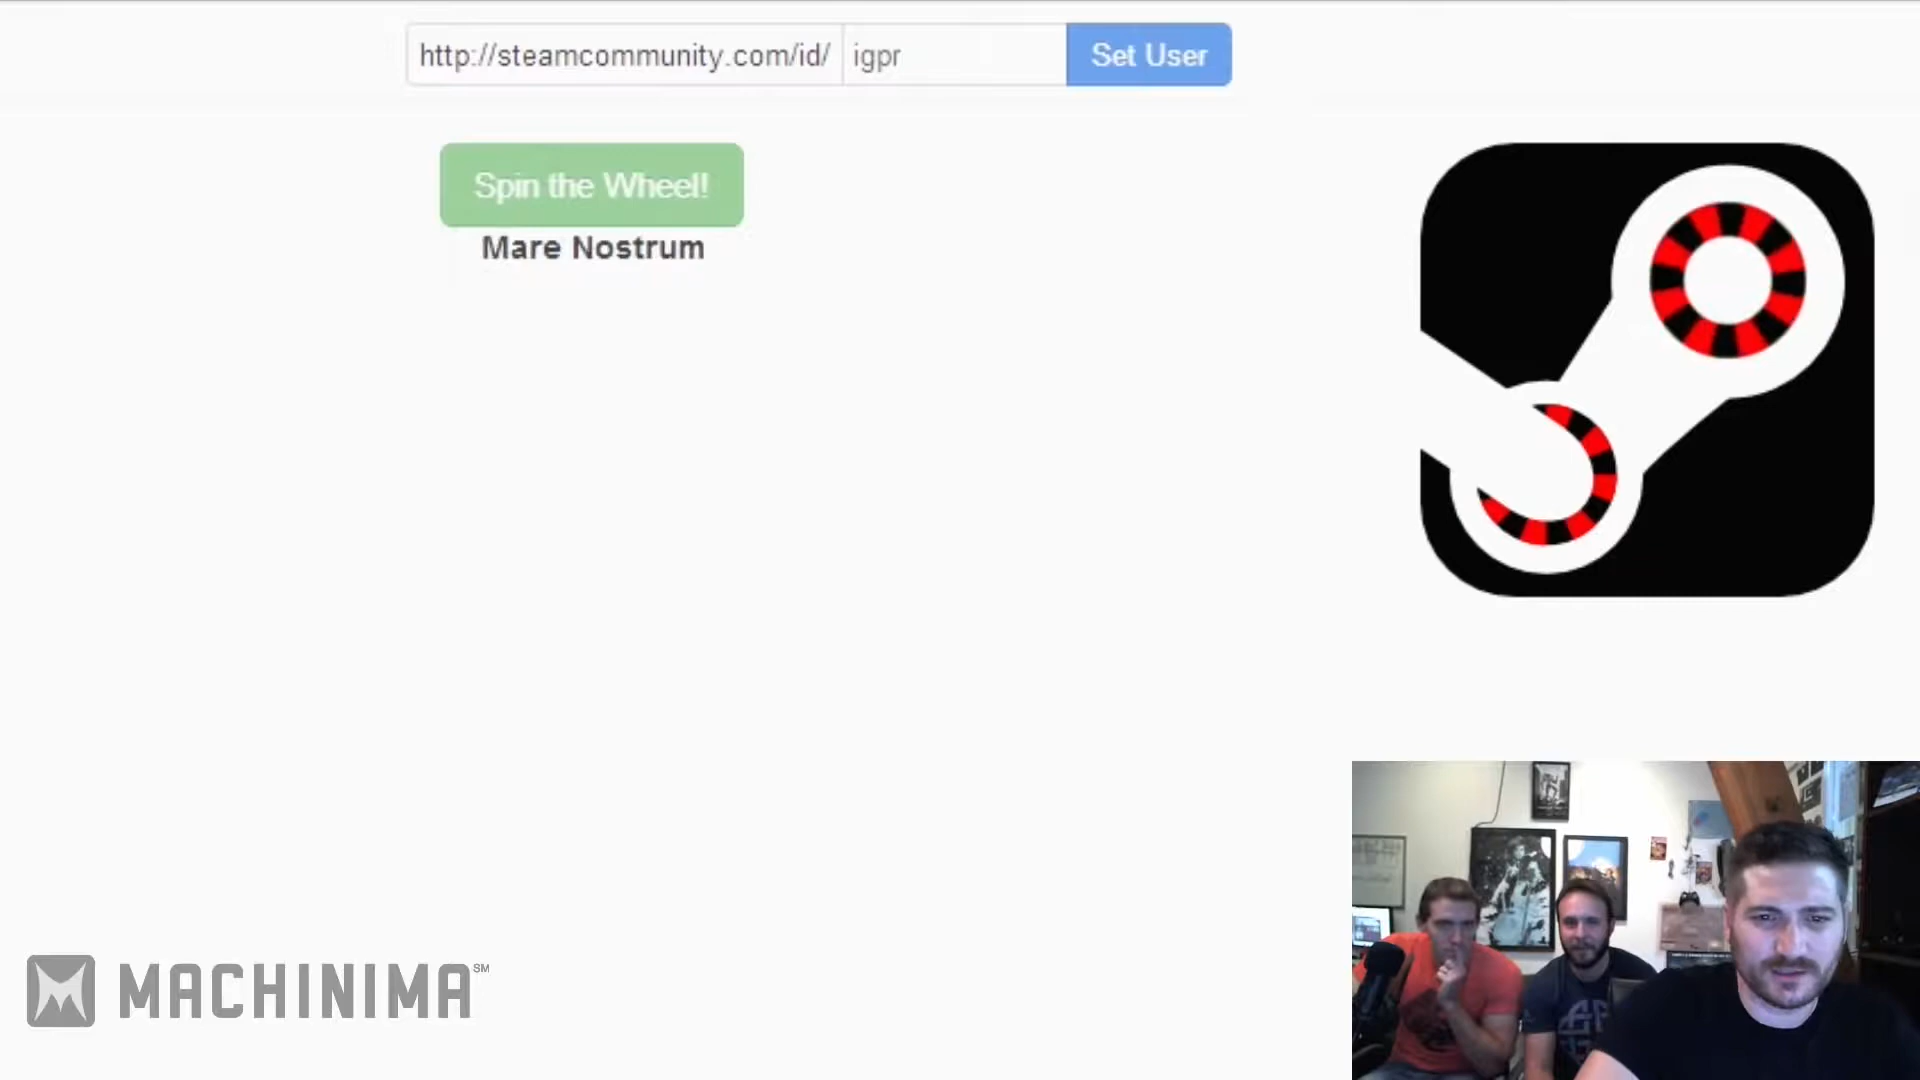 http://steamcommunity.com/id/ igpr Set User
Spin the Wheel!
Mare Nostrum
MACHINIMA SM